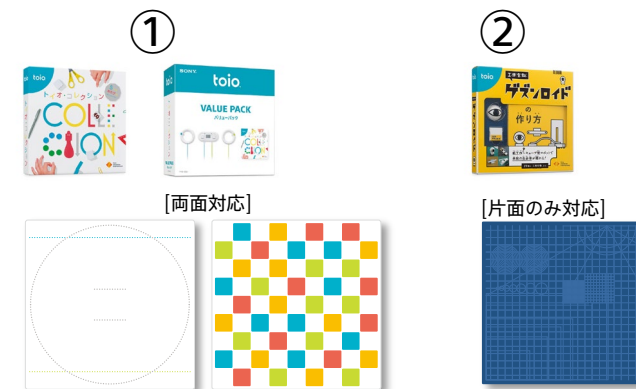 ①
②
toio
トイオ・コレクション
COLLECTION
SONY
toio
VALUE PACK
バリューパック
toio
工作生物
ゲズンロイド
の
作り方
[両面対応]
[片面のみ対応]